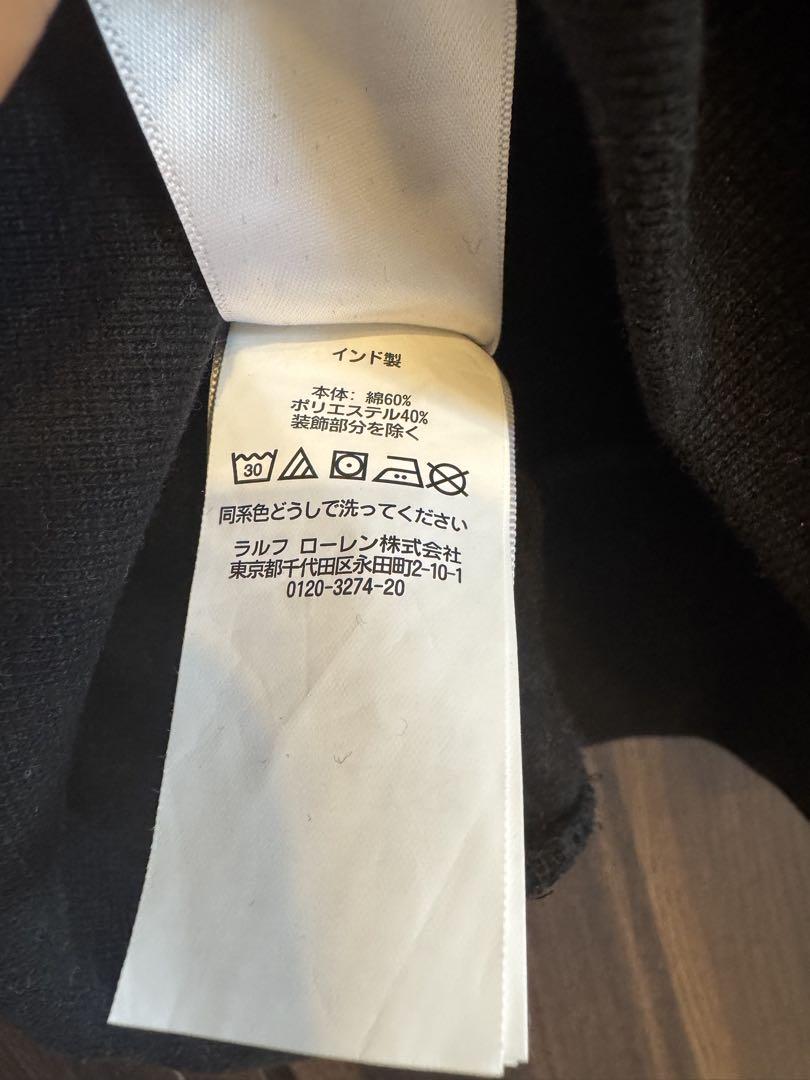 インド製
本体: 綿60%
ポリエステル40%
装飾部分を除く
30
同系色どうしで洗ってください
ラルフ ローレン株式会社
東京都千代田区永田町2-10-1
0120-3274-20